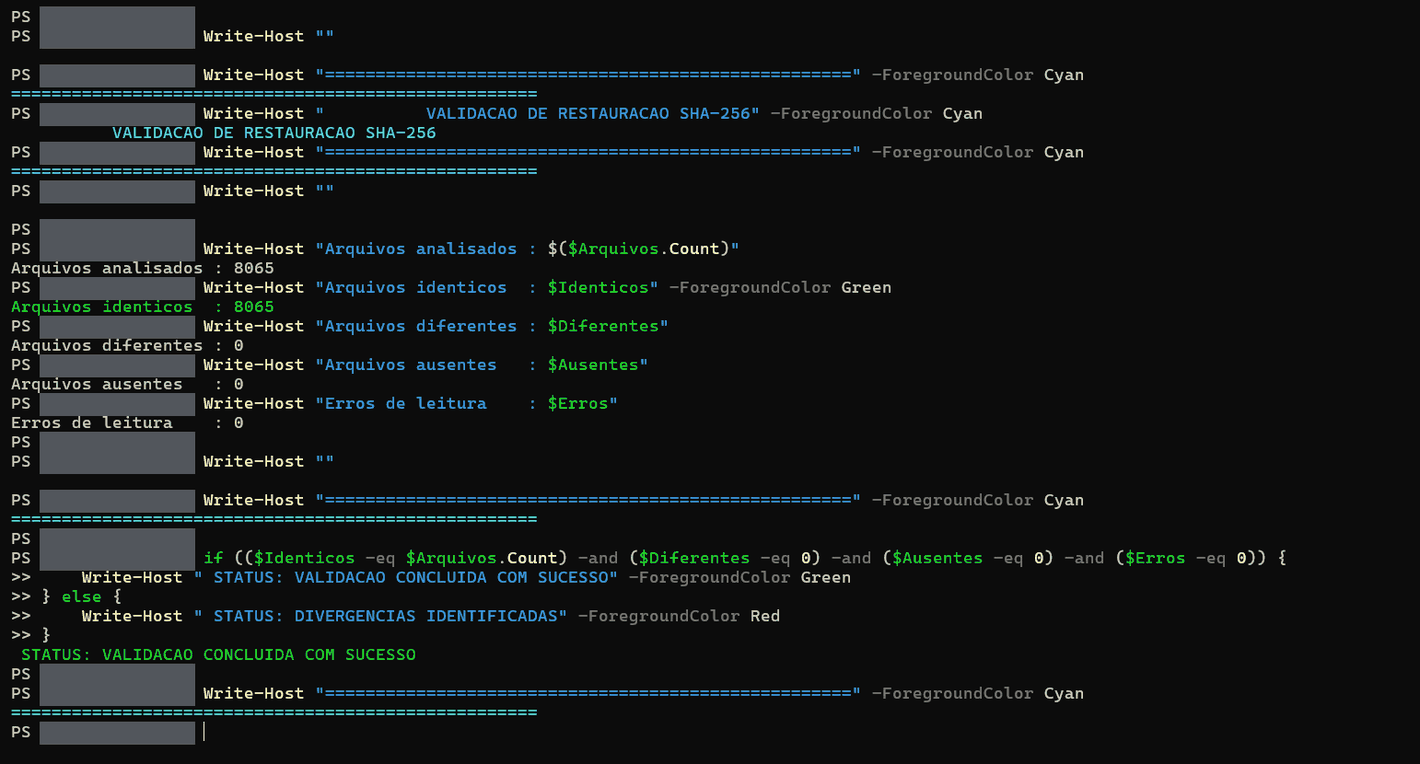 PS
PS Write-Host ""
PS Write-Host "====================================================" -ForegroundColor Cyan
====================================================
PS Write-Host "          VALIDACAO DE RESTAURACAO SHA-256" -ForegroundColor Cyan
          VALIDACAO DE RESTAURACAO SHA-256
PS Write-Host "====================================================" -ForegroundColor Cyan
====================================================
PS Write-Host ""
PS
PS Write-Host "Arquivos analisados : $($Arquivos.Count)"
Arquivos analisados : 8065
PS Write-Host "Arquivos identicos  : $Identicos" -ForegroundColor Green
Arquivos identicos  : 8065
PS Write-Host "Arquivos diferentes : $Diferentes"
Arquivos diferentes : 0
PS Write-Host "Arquivos ausentes   : $Ausentes"
Arquivos ausentes   : 0
PS Write-Host "Erros de leitura    : $Erros"
Erros de leitura    : 0
PS
PS Write-Host ""
PS Write-Host "====================================================" -ForegroundColor Cyan
====================================================
PS
PS if (($Identicos -eq $Arquivos.Count) -and ($Diferentes -eq 0) -and ($Ausentes -eq 0) -and ($Erros -eq 0)) {
>>     Write-Host " STATUS: VALIDACAO CONCLUIDA COM SUCESSO" -ForegroundColor Green
>> } else {
>>     Write-Host " STATUS: DIVERGENCIAS IDENTIFICADAS" -ForegroundColor Red
>> }
 STATUS: VALIDACAO CONCLUIDA COM SUCESSO
PS
PS Write-Host "====================================================" -ForegroundColor Cyan
====================================================
PS